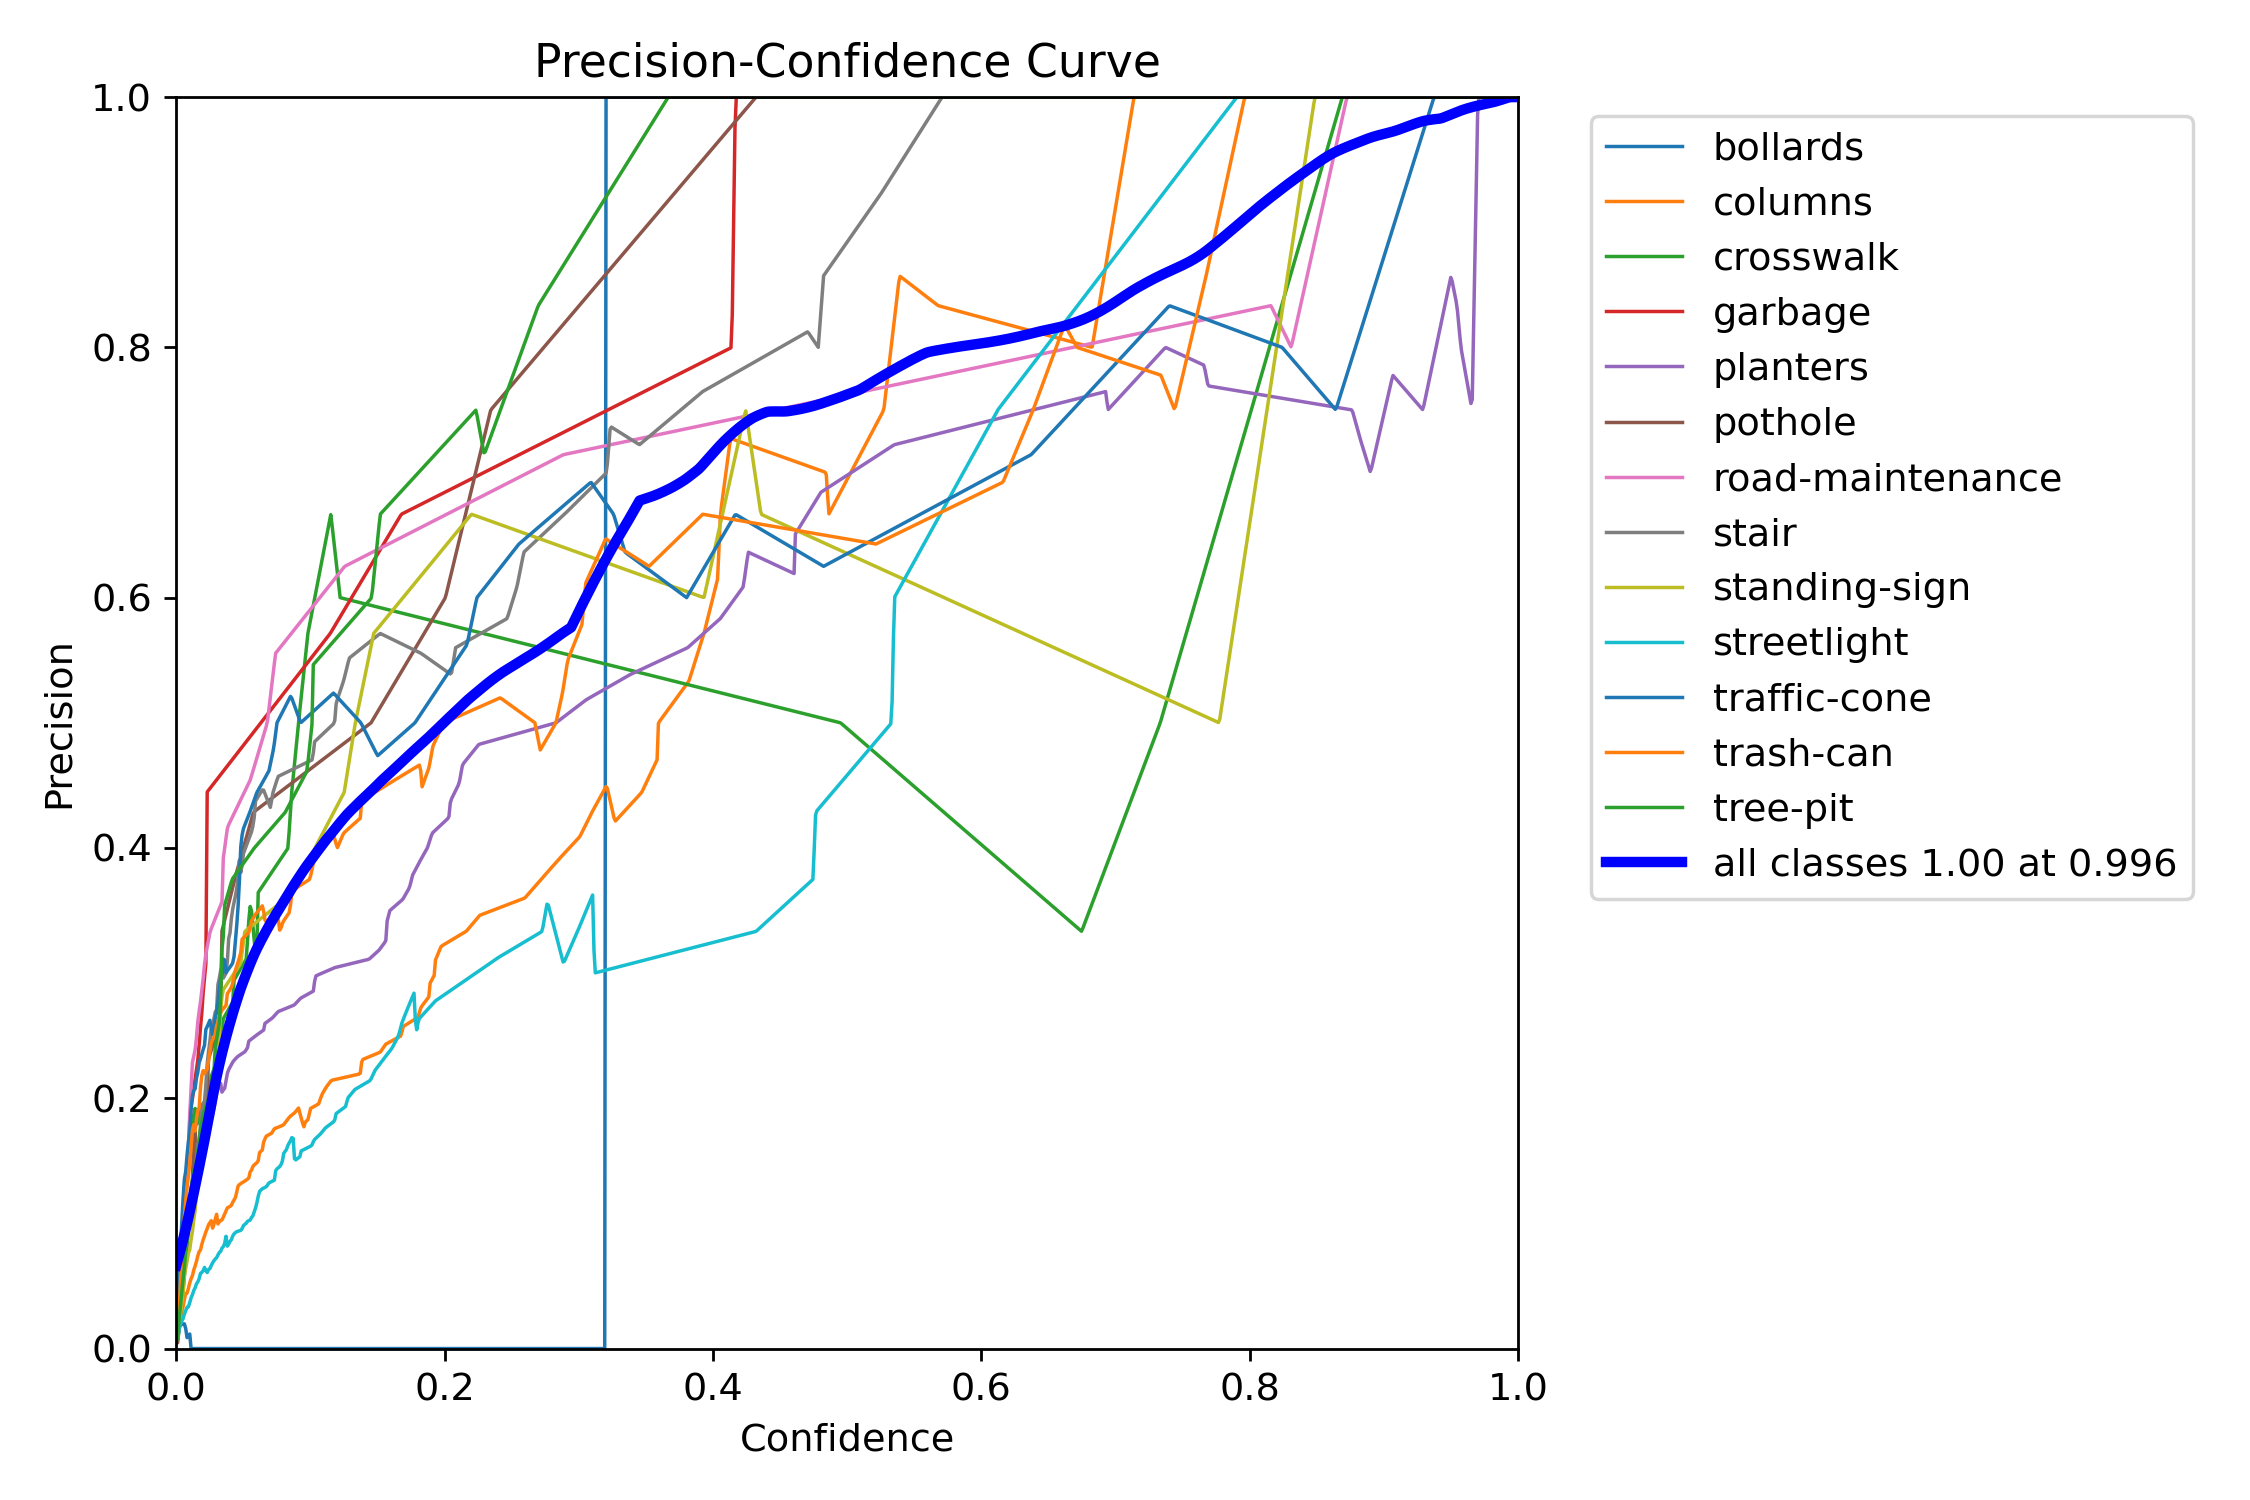 Precision-Confidence Curve
1.0
0.8
0.6
0.4
0.2
0.0
Precision
0.0 0.2 0.4 0.6 0.8 1.0
Confidence
bollards
columns
crosswalk
garbage
planters
pothole
road-maintenance
stair
standing-sign
streetlight
traffic-cone
trash-can
tree-pit
all classes 1.00 at 0.996